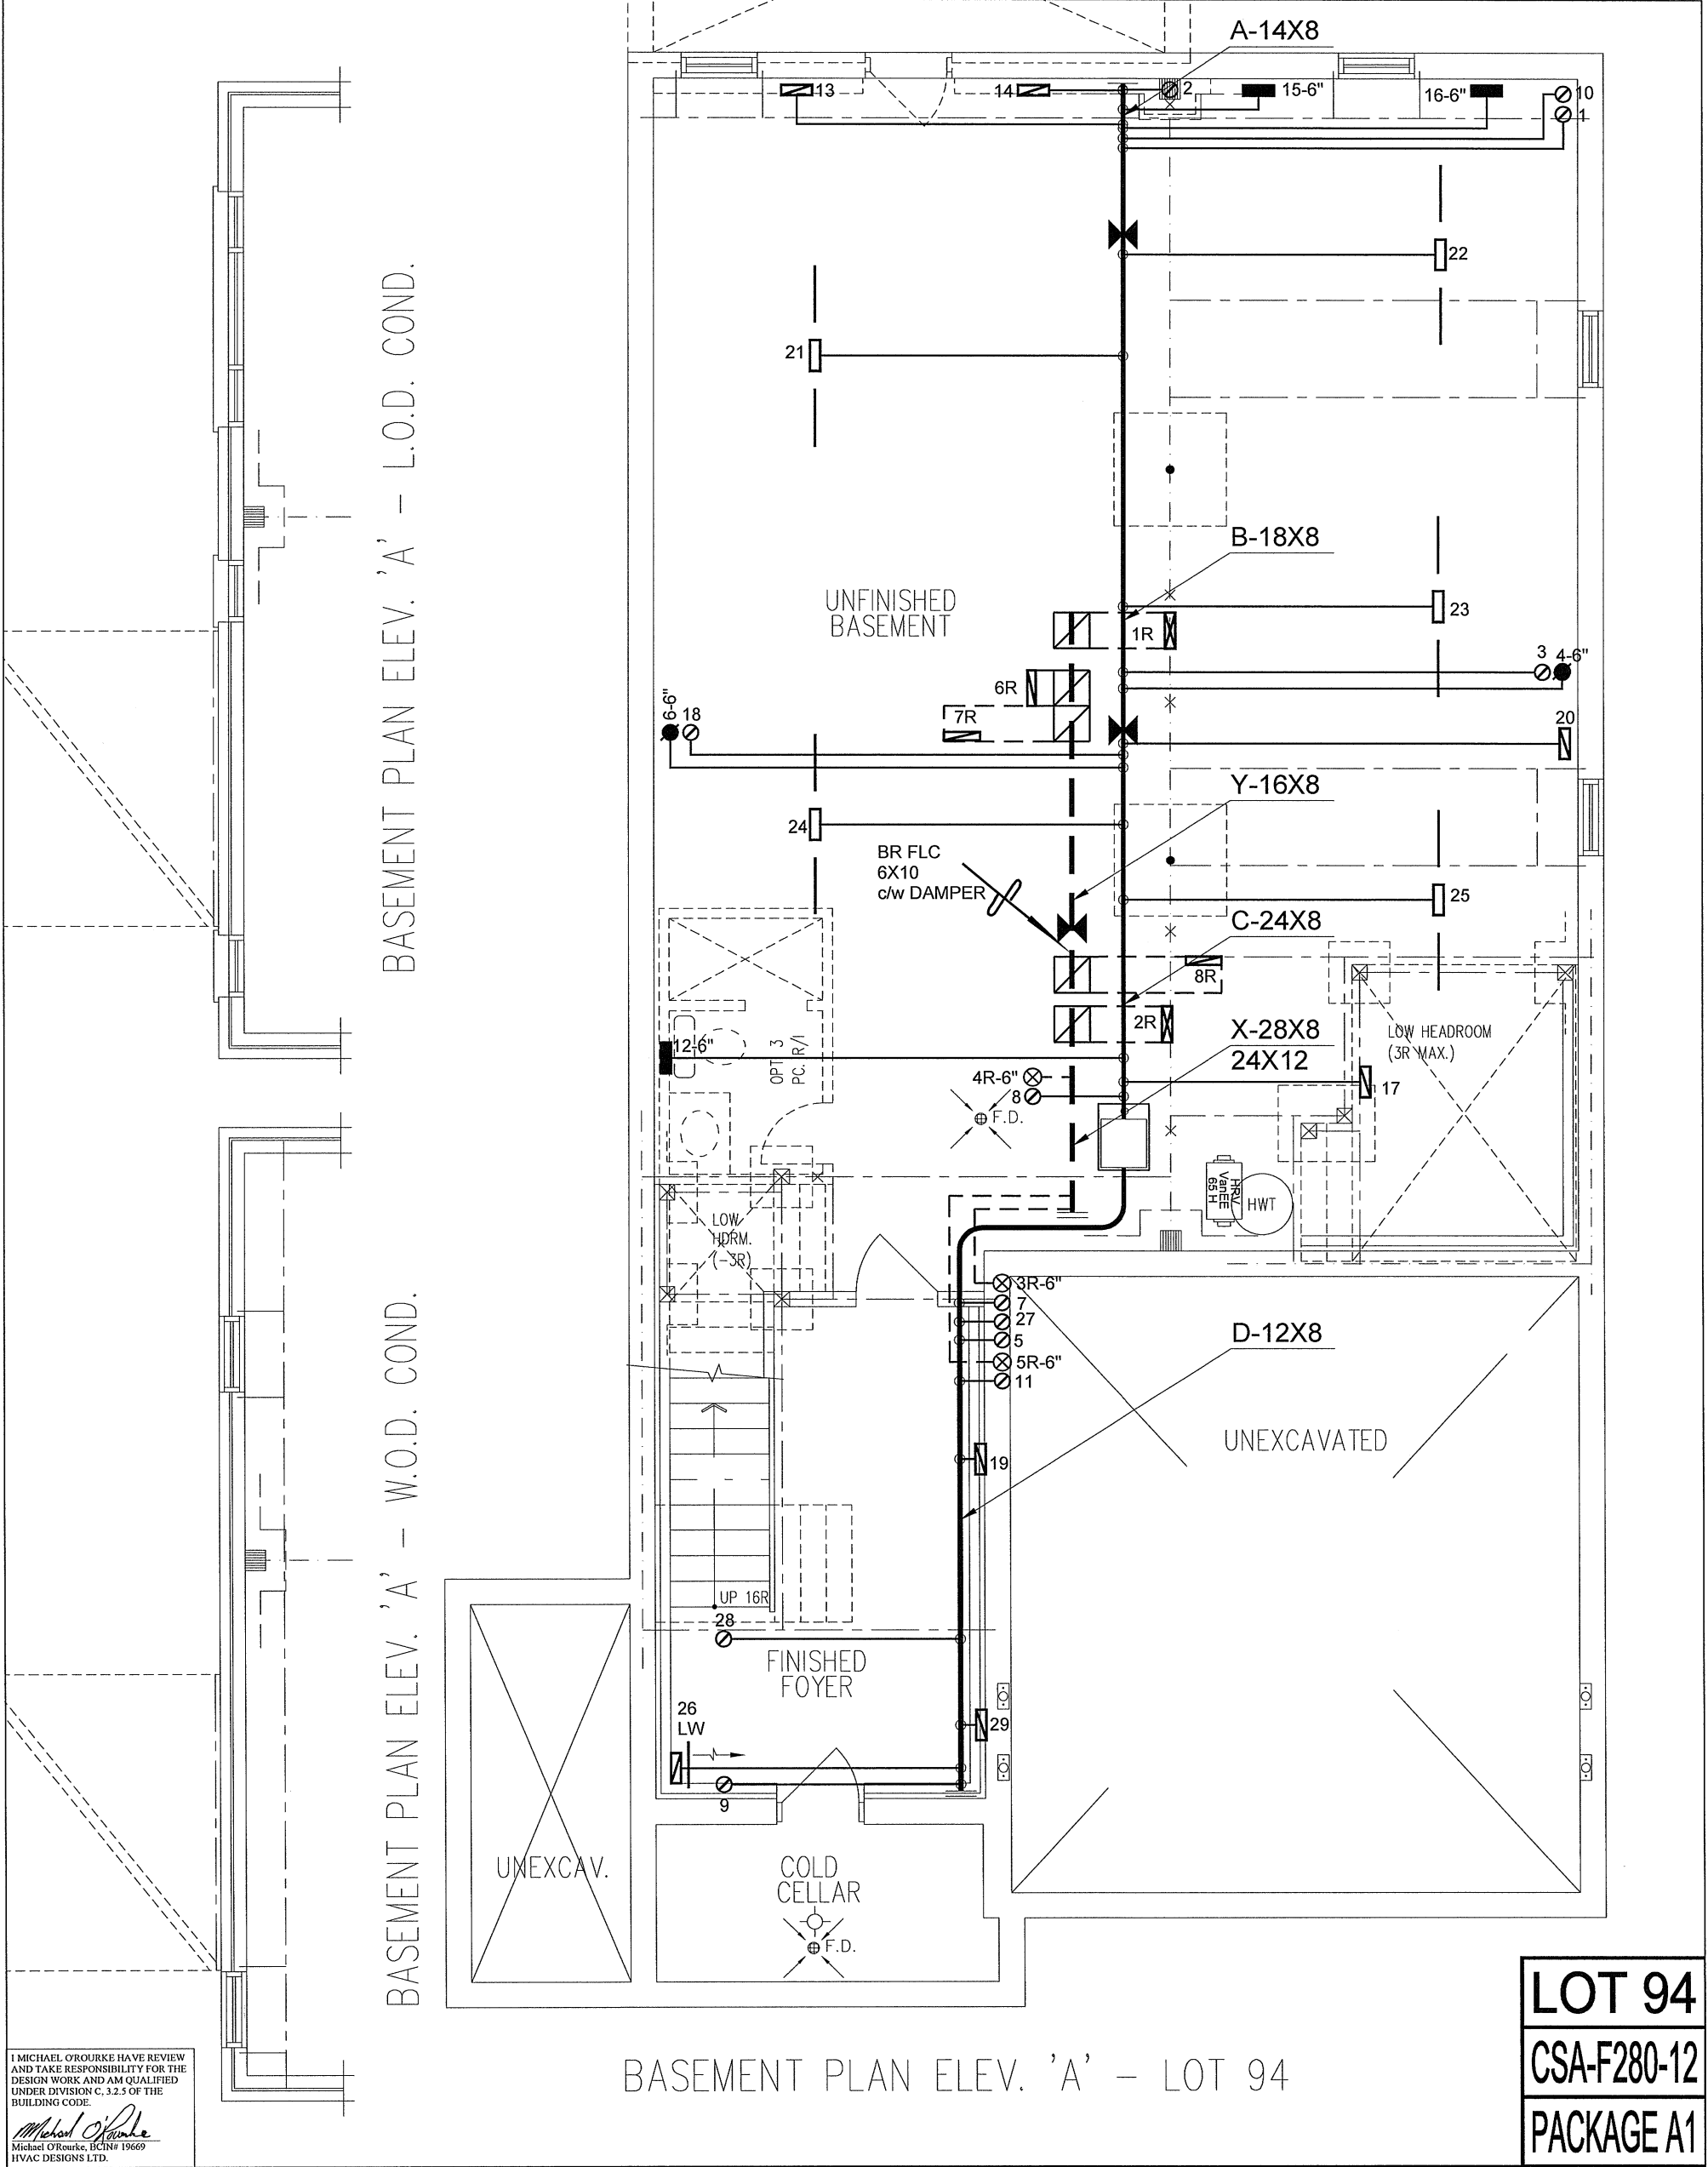 A-14X8
13
14
2
15-6"
16-6"
10
1
22
21
B-18X8
UNFINISHED
BASEMENT
1R
23
3
4-6"
6R
7R
6-6"
18
20
Y-16X8
24
BR FLC
6X10
c/w DAMPER
25
C-24X8
8R
2R
X-28X8
24X12
LOW HEADROOM
(3R MAX.)
12-6"
OPT. 3
PC. R/I
4R-6"
8
F.D.
17
HRV
VanEE
65 H
HWT
LOW
HDRM.
(-3R)
3R-6"
7
27
5
5R-6"
11
D-12X8
UNEXCAVATED
19
UP 16R
28
FINISHED
FOYER
26
LW
29
9
UNEXCAV.
COLD
CELLAR
F.D.
BASEMENT PLAN ELEV. 'A' - L.O.D. COND.
BASEMENT PLAN ELEV. 'A' - W.O.D. COND.
BASEMENT PLAN ELEV. 'A' - LOT 94
I MICHAEL O'ROURKE HAVE REVIEW
AND TAKE RESPONSIBILITY FOR THE
DESIGN WORK AND AM QUALIFIED
UNDER DIVISION C, 3.2.5 OF THE
BUILDING CODE.
Michael O'Rourke
Michael O'Rourke, BCIN# 19669
HVAC DESIGNS LTD.
LOT 94
CSA-F280-12
PACKAGE A1